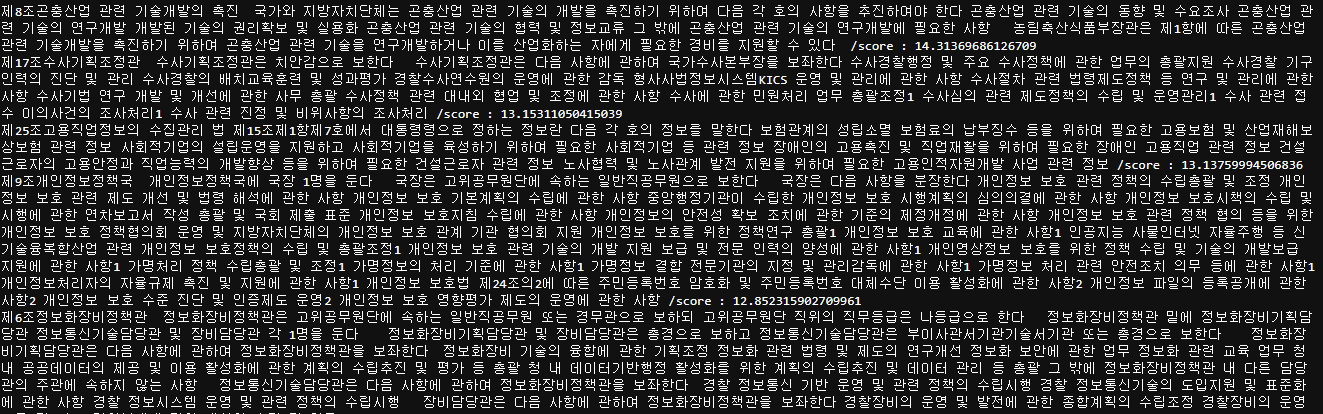 제8조곤충산업 관련 기술개발의 촉진  국가와 지방자치단체는 곤충산업 관련 기술의 개발을 촉진하기 위하여 다음 각 호의 사항을 추진하여야 한다 곤충산업 관련 기술의 동향 및 수요조사 곤충산업 관
련 기술의 연구개발 개발된 기술의 권리확보 및 실용화 곤충산업 관련 기술의 협력 및 정보교류 그 밖에 곤충산업 관련 기술의 연구개발에 필요한 사항  농림축산식품부장관은 제1항에 따른 곤충산업
관련 기술개발을 촉진하기 위하여 곤충산업 관련 기술을 연구개발하거나 이를 산업화하는 자에게 필요한 경비를 지원할 수 있다 /score : 14.31369686126709
제17조수사기획조정관  수사기획조정관은 치안감으로 보한다  수사기획조정관은 다음 사항에 관하여 국가수사본부장을 보좌한다 수사경찰행정 및 주요 수사정책에 관한 업무의 총괄지원 수사경찰 기구
인력의 진단 및 관리 수사경찰의 배치교육훈련 및 성과평가 경찰수사연수원의 운영에 관한 감독 형사사법정보시스템KICS 운영 및 관리에 관한 사항 수사절차 관련 법령제도정책 등 연구 및 관리에 관한
사항 수사기법 연구 개발 및 개선에 관한 사무 총괄 수사정책 관련 대내외 협업 및 조정에 관한 사항 수사에 관한 민원처리 업무 총괄조정1 수사심의 관련 제도정책의 수립 및 운영관리1 수사 관련 접
수 이의사건의 조사처리1 수사 관련 진정 및 비위사항의 조사처리 /score : 13.15311050415039
제25조고용직업정보의 수집관리 법 제15조제1항제7호에서 대통령령으로 정하는 정보란 다음 각 호의 정보를 말한다 보험관계의 성립소멸 보험료의 납부징수 등을 위하여 필요한 고용보험 및 산업재해보
상보험 관련 정보 사회적기업의 설립운영을 지원하고 사회적기업을 육성하기 위하여 필요한 사회적기업 등 관련 정보 장애인의 고용촉진 및 직업재활을 위하여 필요한 장애인 고용직업 관련 정보 건설
근로자의 고용안정과 직업능력의 개발향상 등을 위하여 필요한 건설근로자 관련 정보 노사협력 및 노사관계 발전 지원을 위하여 필요한 고용인적자원개발 사업 관련 정보 /score : 13.13759994506836
제9조개인정보정책국  개인정보정책국에 국장 1명을 둔다  국장은 고위공무원단에 속하는 일반직공무원으로 보한다  국장은 다음 사항을 분장한다 개인정보 보호 관련 정책의 수립총괄 및 조정 개인
정보 보호 관련 제도 개선 및 법령 해석에 관한 사항 개인정보 보호 기본계획의 수립에 관한 사항 중앙행정기관이 수립한 개인정보 보호 시행계획의 심의의결에 관한 사항 개인정보 보호시책의 수립 및
시행에 관한 연차보고서 작성 총괄 및 국회 제출 표준 개인정보 보호지침 수립에 관한 사항 개인정보의 안전성 확보 조치에 관한 기준의 제정개정에 관한 사항 개인정보 보호 관련 정책 협의 등을 위한
개인정보 보호 정책협의회 운영 및 지방자치단체의 개인정보 보호 관계 기관 협의회 지원 개인정보 보호를 위한 정책연구 총괄1 개인정보 보호 교육에 관한 사항1 인공지능 사물인터넷 자율주행 등 신
기술융복합산업 관련 개인정보 보호정책의 수립 및 총괄조정1 개인정보 보호 관련 기술의 개발 지원 보급 및 전문 인력의 양성에 관한 사항1 개인영상정보 보호를 위한 정책 수립 및 기술의 개발보급
지원에 관한 사항1 가명처리 정책 수립총괄 및 조정1 가명정보의 처리 기준에 관한 사항1 가명정보 결합 전문기관의 지정 및 관리감독에 관한 사항1 가명정보 처리 관련 안전조치 의무 등에 관한 사항1
개인정보처리자의 자율규제 촉진 및 지원에 관한 사항1 개인정보 보호법 제24조의2에 따른 주민등록번호 암호화 및 주민등록번호 대체수단 이용 활성화에 관한 사항2 개인정보 파일의 등록공개에 관한
사항2 개인정보 보호 수준 진단 및 인증제도 운영2 개인정보 보호 영향평가 제도의 운영에 관한 사항 /score : 12.852315902709961
제6조정보화장비정책관  정보화장비정책관은 고위공무원단에 속하는 일반직공무원 또는 경무관으로 보하되 고위공무원단 직위의 직무등급은 나등급으로 한다  정보화장비정책관 밑에 정보화장비기획담
당관 정보통신기술담당관 및 장비담당관 각 1명을 둔다  정보화장비기획담당관 및 장비담당관은 총경으로 보하고 정보통신기술담당관은 부이사관서기관기술서기관 또는 총경으로 보한다  정보화장
비기획담당관은 다음 사항에 관하여 정보화장비정책관을 보좌한다  정보화장비 기술의 융합에 관한 기획조정 정보화 관련 법령 및 제도의 연구개선 정보화 보안에 관한 업무 정보화 관련 교육 업무 청
내 공공데이터의 제공 및 이용 활성화에 관한 계획의 수립추진 및 평가 등 총괄 청 내 데이터기반행정 활성화를 위한 계획의 수립추진 및 데이터 관리 등 총괄 그 밖에 정보화장비정책관 내 다른 담당
관의 주관에 속하지 않는 사항  정보통신기술담당관은 다음 사항에 관하여 정보화장비정책관을 보좌한다  경찰 정보통신 기반 운영 및 관련 정책의 수립시행 경찰 정보통신기술의 도입지원 및 표준화
에 관한 사항 경찰 정보시스템 운영 및 관련 정책의 수립시행  장비담당관은 다음 사항에 관하여 정보화장비정책관을 보좌한다 경찰장비의 운영 및 발전에 관한 종합계획의 수립조정 경찰장비의 운영